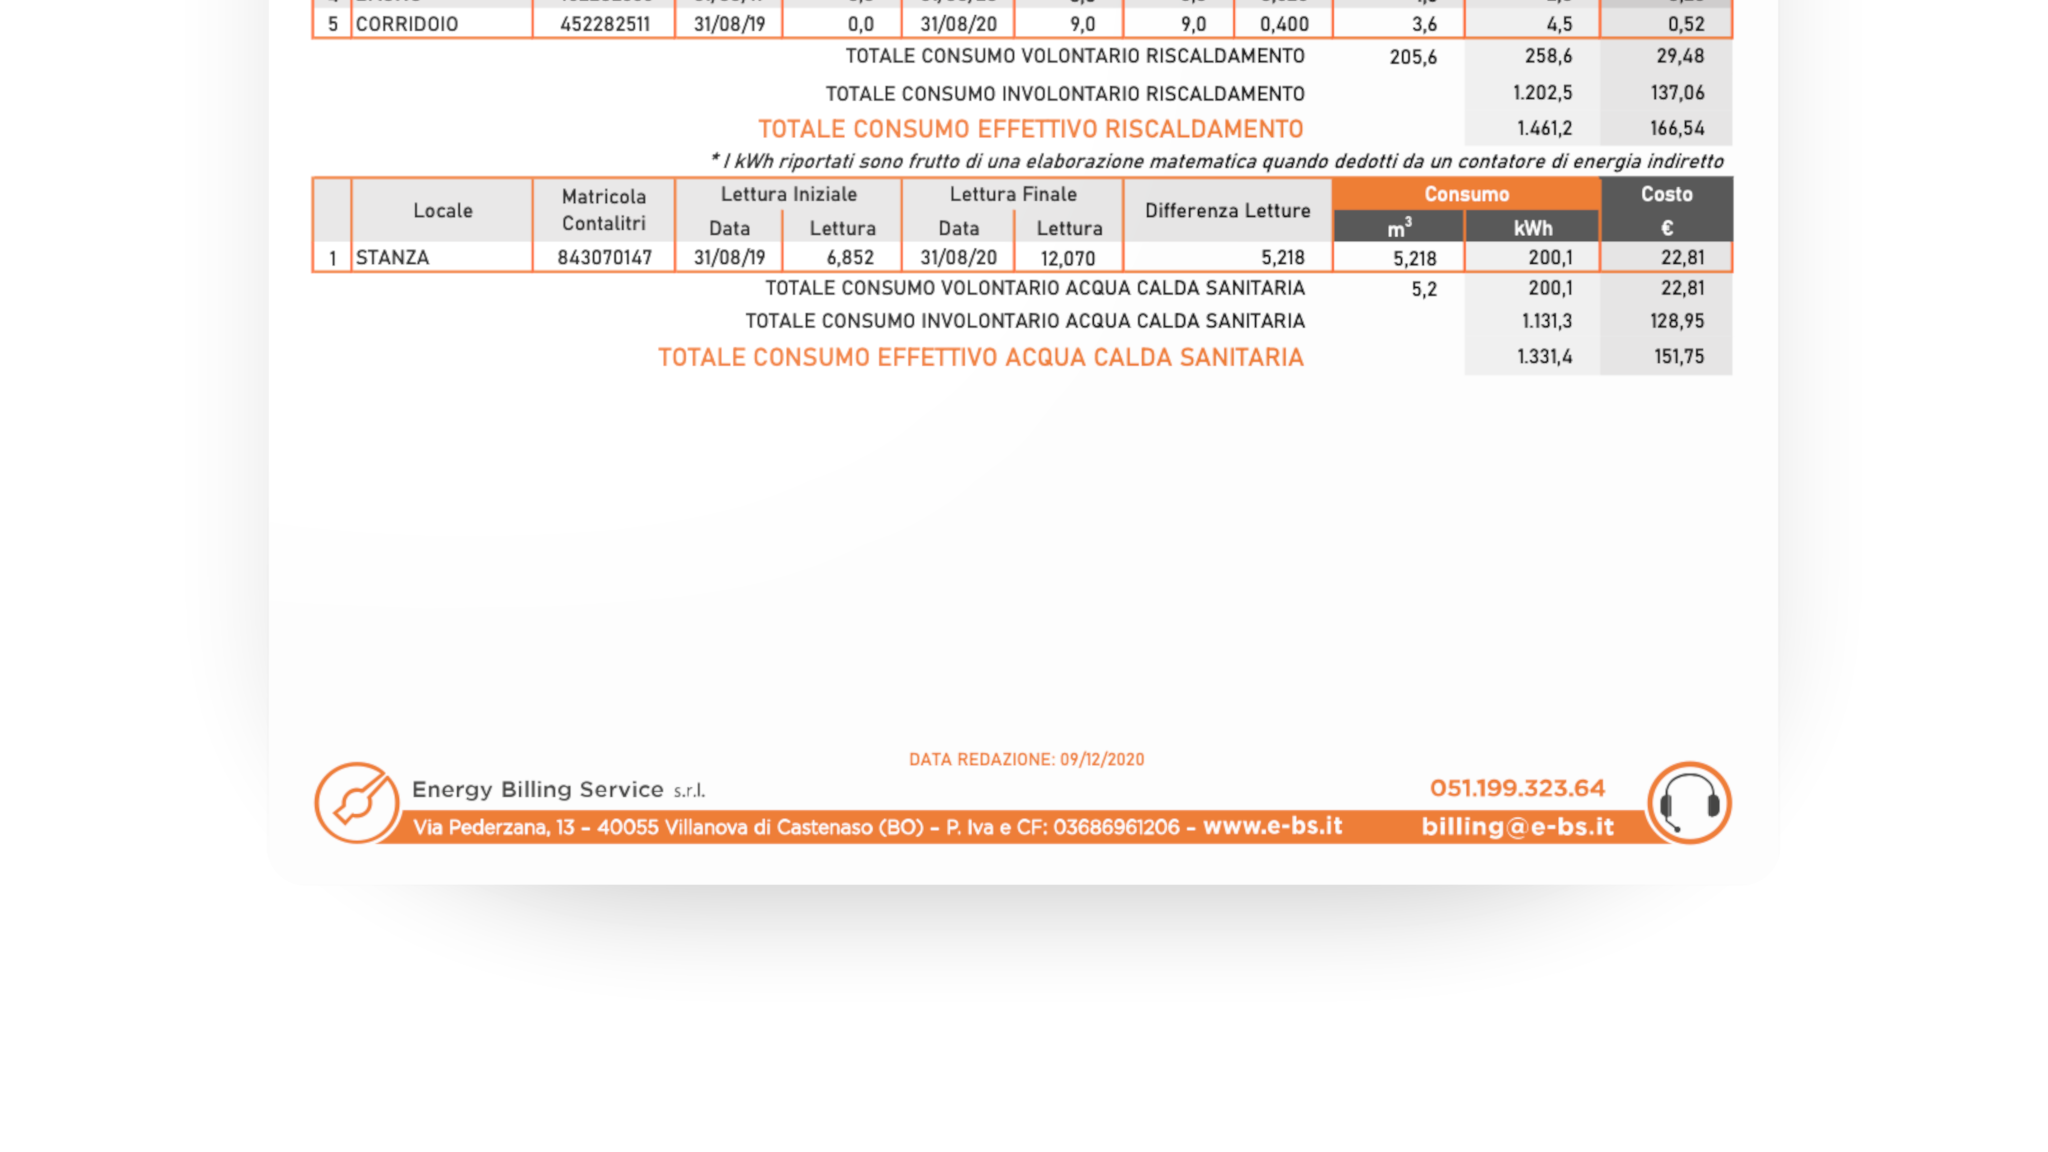 5 CORRIDOIO 452282511 31/08/19 0,0 31/08/20 9,0 9,0 0,400 3,6 4,5 0,52
TOTALE CONSUMO VOLONTARIO RISCALDAMENTO 205,6 258,6 29,48
TOTALE CONSUMO INVOLONTARIO RISCALDAMENTO 1.202,5 137,06
TOTALE CONSUMO EFFETTIVO RISCALDAMENTO 1.461,2 166,54
* I kWh riportati sono frutto di una elaborazione matematica quando dedotti da un contatore di energia indiretto
Locale Matricola Contalitri Lettura Iniziale Lettura Finale Differenza Letture Consumo Costo
Data Lettura Data Lettura m³ kWh €
1 STANZA 843070147 31/08/19 6,852 31/08/20 12,070 5,218 5,218 200,1 22,81
TOTALE CONSUMO VOLONTARIO ACQUA CALDA SANITARIA 5,2 200,1 22,81
TOTALE CONSUMO INVOLONTARIO ACQUA CALDA SANITARIA 1.131,3 128,95
TOTALE CONSUMO EFFETTIVO ACQUA CALDA SANITARIA 1.331,4 151,75
DATA REDAZIONE: 09/12/2020
Energy Billing Service s.r.l. 051.199.323.64
Via Pederzana, 13 – 40055 Villanova di Castenaso (BO) – P. Iva e CF: 03686961206 – www.e-bs.it billing@e-bs.it